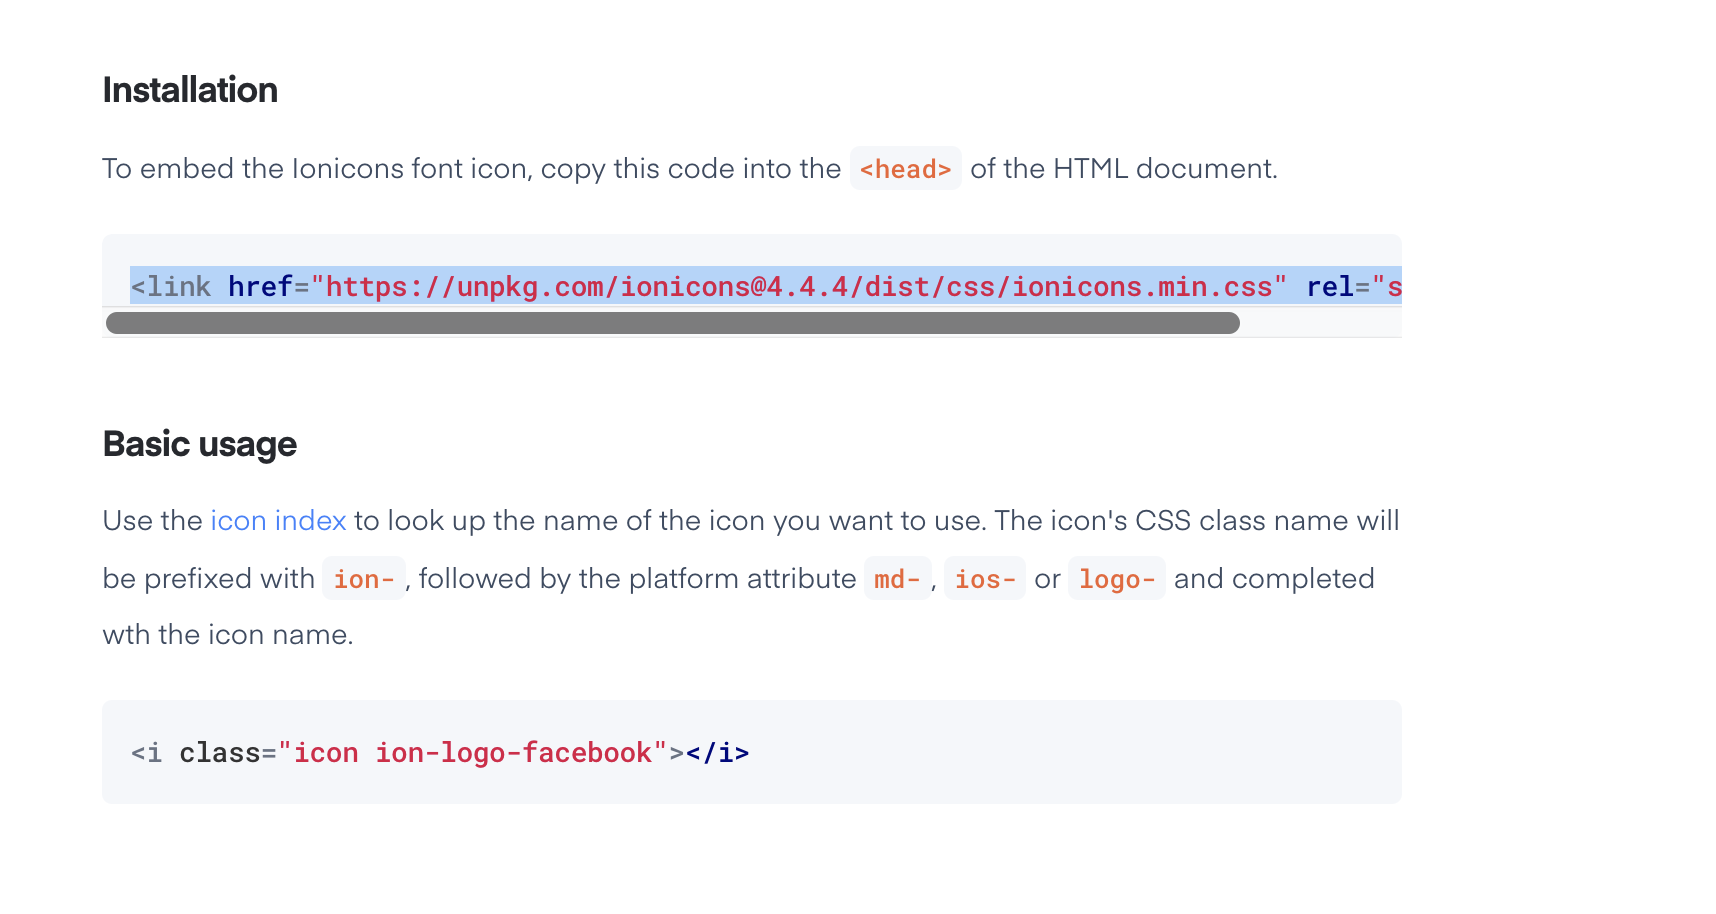 Installation
To embed the Ionicons font icon, copy this code into the <head> of the HTML document.
<link href="https://unpkg.com/ionicons@4.4.4/dist/css/ionicons.min.css" rel="s
Basic usage
Use the icon index to look up the name of the icon you want to use. The icon's CSS class name will
be prefixed with ion-, followed by the platform attribute md-, ios- or logo- and completed
wth the icon name.
<i class="icon ion-logo-facebook"></i>